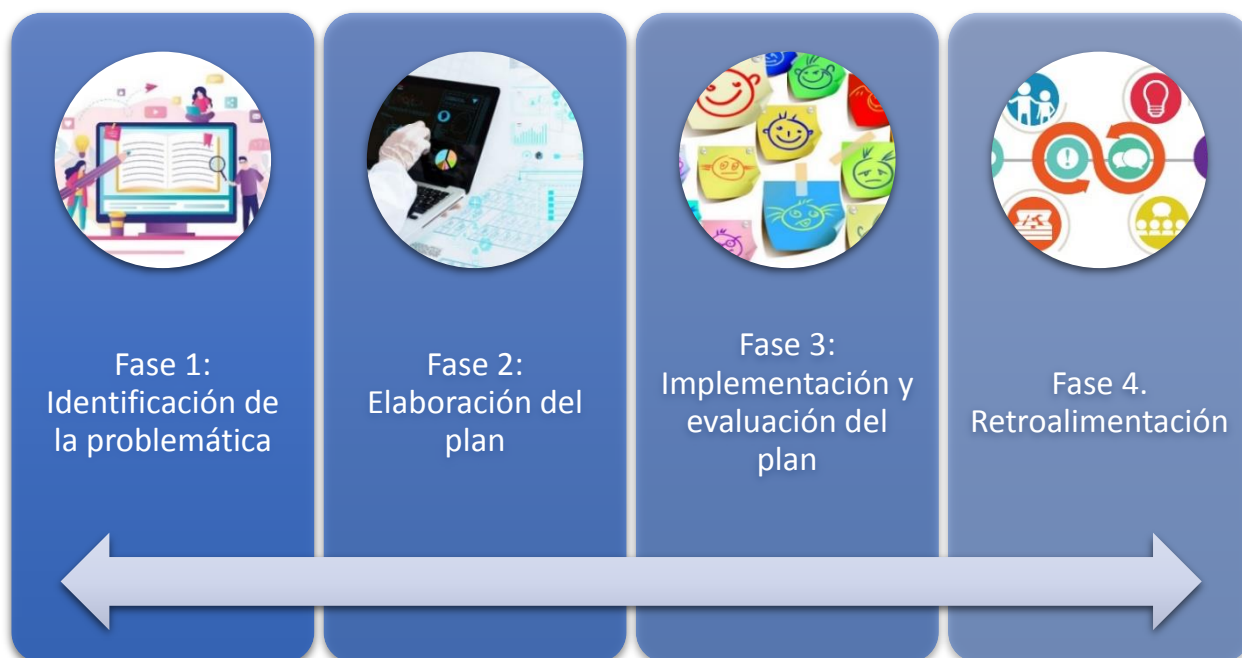 Fase 1:
Identificación de
la problemática
Fase 2:
Elaboración del
plan
Fase 3:
Implementación y
evaluación del
plan
Fase 4.
Retroalimentación